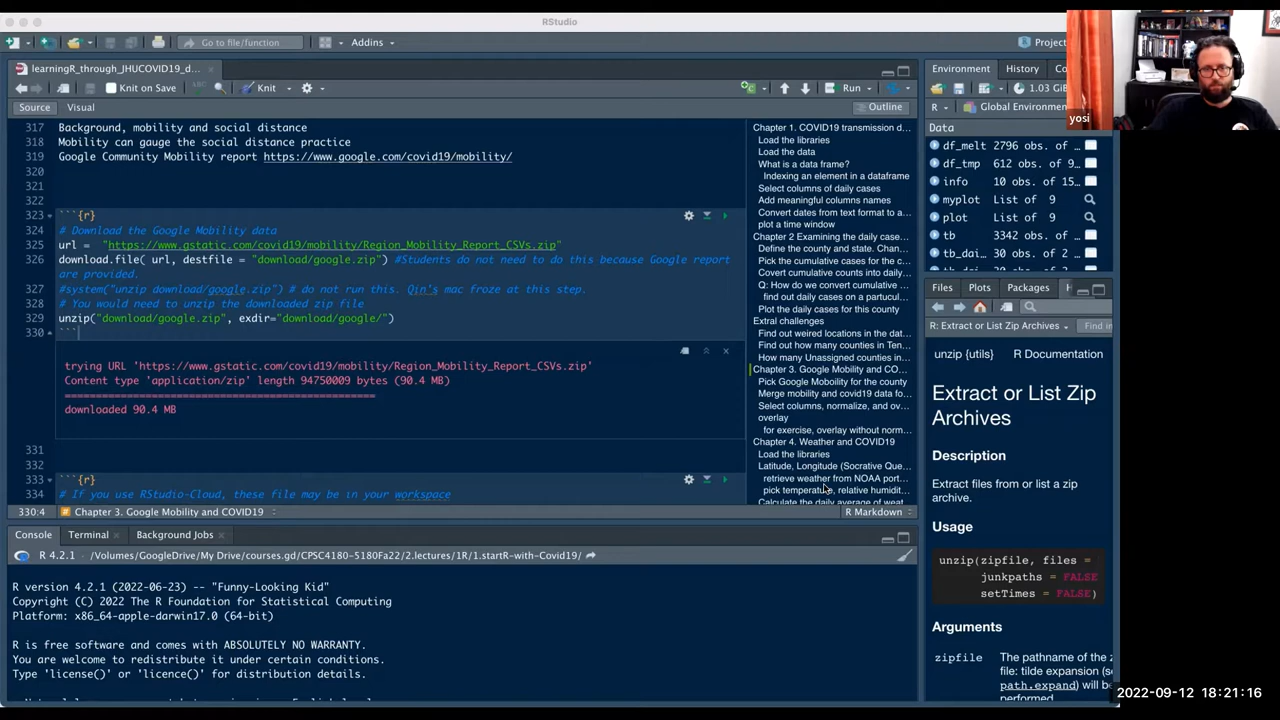 RStudio
Go to file/function
Addins
Project
yosi
learningR_through_JHUCOVID19_d...
Knit on Save
Knit
Run
Source
Visual
Outline
317 Background, mobility and social distance
318 Mobility can gauge the social distance practice
319 Google Community Mobility report https://www.google.com/covid19/mobility/
320
321
322
323 ```{r}
324 # Download the Google Mobility data
325 url = "https://www.gstatic.com/covid19/mobility/Region_Mobility_Report_CSVs.zip"
326 download.file( url, destfile = "download/google.zip") #Students do not need to do this because Google report
are provided.
327 #system("unzip download/google.zip") # do not run this. Qin's mac froze at this step.
328 # You would need to unzip the downloaded zip file
329 unzip("download/google.zip", exdir="download/google/")
330 ```
trying URL 'https://www.gstatic.com/covid19/mobility/Region_Mobility_Report_CSVs.zip'
Content type 'application/zip' length 94750009 bytes (90.4 MB)
==================================================
downloaded 90.4 MB
331
332
333 ```{r}
334 # If you use RStudio-Cloud, these file may be in your workspace
330:4
Chapter 3. Google Mobility and COVID19
R Markdown
Chapter 1. COVID19 transmission d...
Load the libraries
Load the data
What is a data frame?
Indexing an element in a dataframe
Select columns of daily cases
Add meaningful columns names
Convert dates from text format to a...
plot a time window
Chapter 2 Examining the daily case...
Define the county and state. Chan...
Pick the cumulative cases for the c...
Covert cumulative counts into daily...
Q: How do we convert cumulative ...
find out daily cases on a partucul...
Plot the daily cases for this county
Extral challenges
Find out weired locations in the dat...
Find out how many counties in Ten...
How many Unassigned counties in...
Chapter 3. Google Mobility and CO...
Pick Google Moboility for the county
Merge mobility and covid19 data fo...
Select columns, normalize, and ov...
overlay
for exercise, overlay without norm...
Chapter 4. Weather and COVID19
Load the libraries
Latitude, Longitude (Socrative Que...
retrieve weather from NOAA port...
pick temperature, relative humidit...
Calculate the daily average of weat...
Console
Terminal
Background Jobs
R 4.2.1 · /Volumes/GoogleDrive/My Drive/courses.gd/CPSC4180-5180Fa22/2.lectures/1R/1.startR-with-Covid19/
R version 4.2.1 (2022-06-23) -- "Funny-Looking Kid"
Copyright (C) 2022 The R Foundation for Statistical Computing
Platform: x86_64-apple-darwin17.0 (64-bit)
R is free software and comes with ABSOLUTELY NO WARRANTY.
You are welcome to redistribute it under certain conditions.
Type 'license()' or 'licence()' for distribution details.
Environment
History
Co
1.03 GiB
R
Global Environme
Data
df_melt 2796 obs. of
df_tmp 612 obs. of 9...
info 10 obs. of 15...
myplot List of 9
plot List of 9
tb 3342 obs. of
tb_dai... 30 obs. of 2
Files
Plots
Packages
R: Extract or List Zip Archives
Find in
unzip {utils}
R Documentation
Extract or List Zip
Archives
Description
Extract files from or list a zip
archive.
Usage
unzip(zipfile, files =
junkpaths = FALSE
setTimes = FALSE)
Arguments
zipfile
The pathname of the z
file: tilde expansion (se
path.expand) will be
performed.
2022-09-12 18:21:16